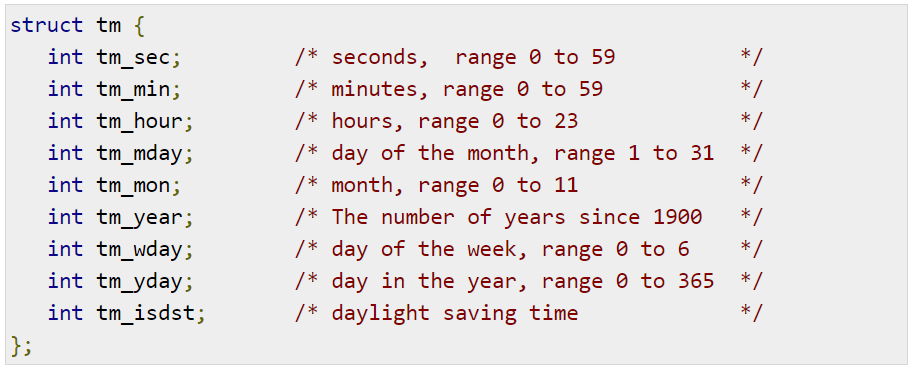 struct tm {
   int tm_sec;         /* seconds,  range 0 to 59          */
   int tm_min;         /* minutes, range 0 to 59           */
   int tm_hour;        /* hours, range 0 to 23             */
   int tm_mday;        /* day of the month, range 1 to 31  */
   int tm_mon;         /* month, range 0 to 11             */
   int tm_year;        /* The number of years since 1900   */
   int tm_wday;        /* day of the week, range 0 to 6    */
   int tm_yday;        /* day in the year, range 0 to 365  */
   int tm_isdst;       /* daylight saving time             */
};